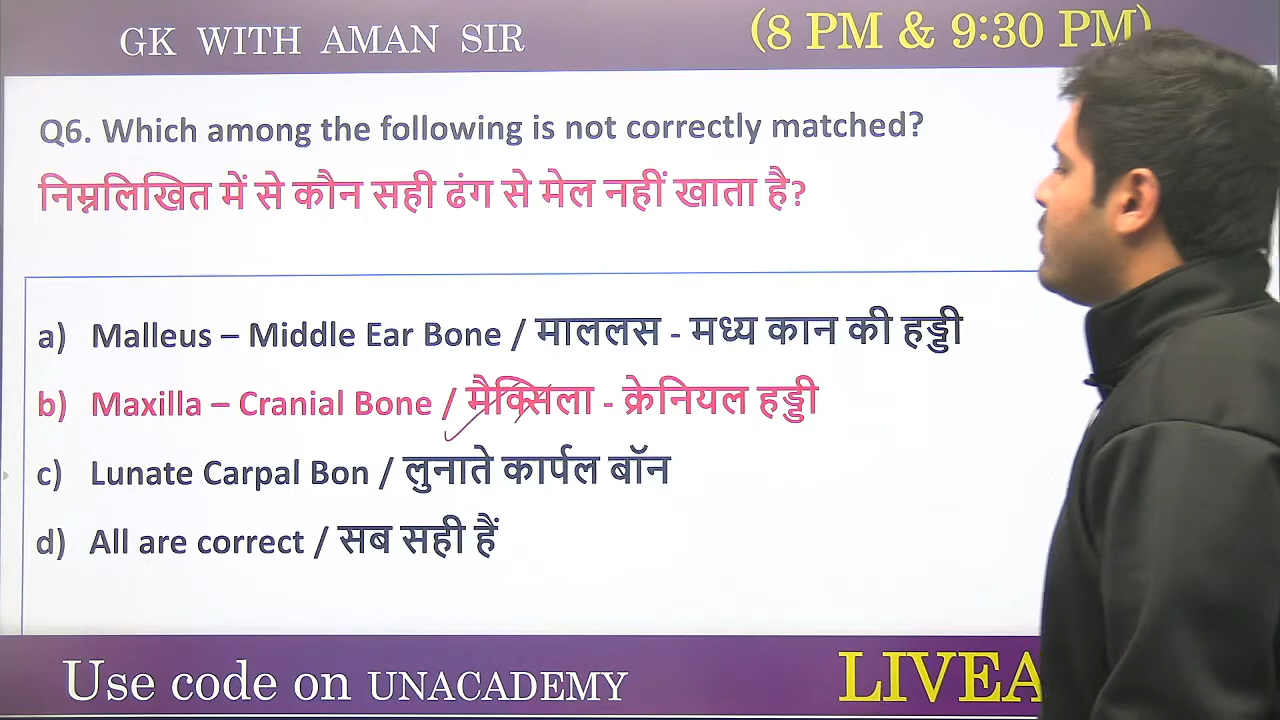 GK WITH AMAN SIR
(8 PM & 9:30 PM)
Q6. Which among the following is not correctly matched?
निम्नलिखित में से कौन सही ढंग से मेल नहीं खाता है?
a) Malleus – Middle Ear Bone / माललस - मध्य कान की हड्डी
b) Maxilla – Cranial Bone / मैक्सिला - क्रेनियल हड्डी
c) Lunate Carpal Bon / लुनाते कार्पल बॉन
d) All are correct / सब सही हैं
Use code on UNACADEMY
LIVEA